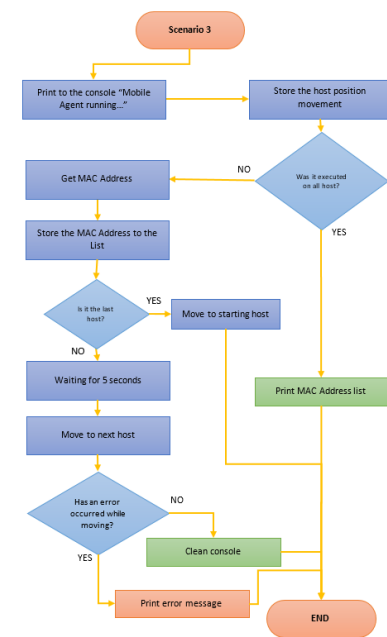 Scenario 3
Print to the console “Mobile
Agent running...”
Store the host position
movement
Was it executed
on all host?
NO
YES
Get MAC Address
Store the MAC Address to the
List
Is it the last
host?
YES
NO
Move to starting host
Waiting for 5 seconds
Print MAC Address list
Move to next host
Has an error
occurred while
moving?
NO
YES
Clean console
Print error message
END